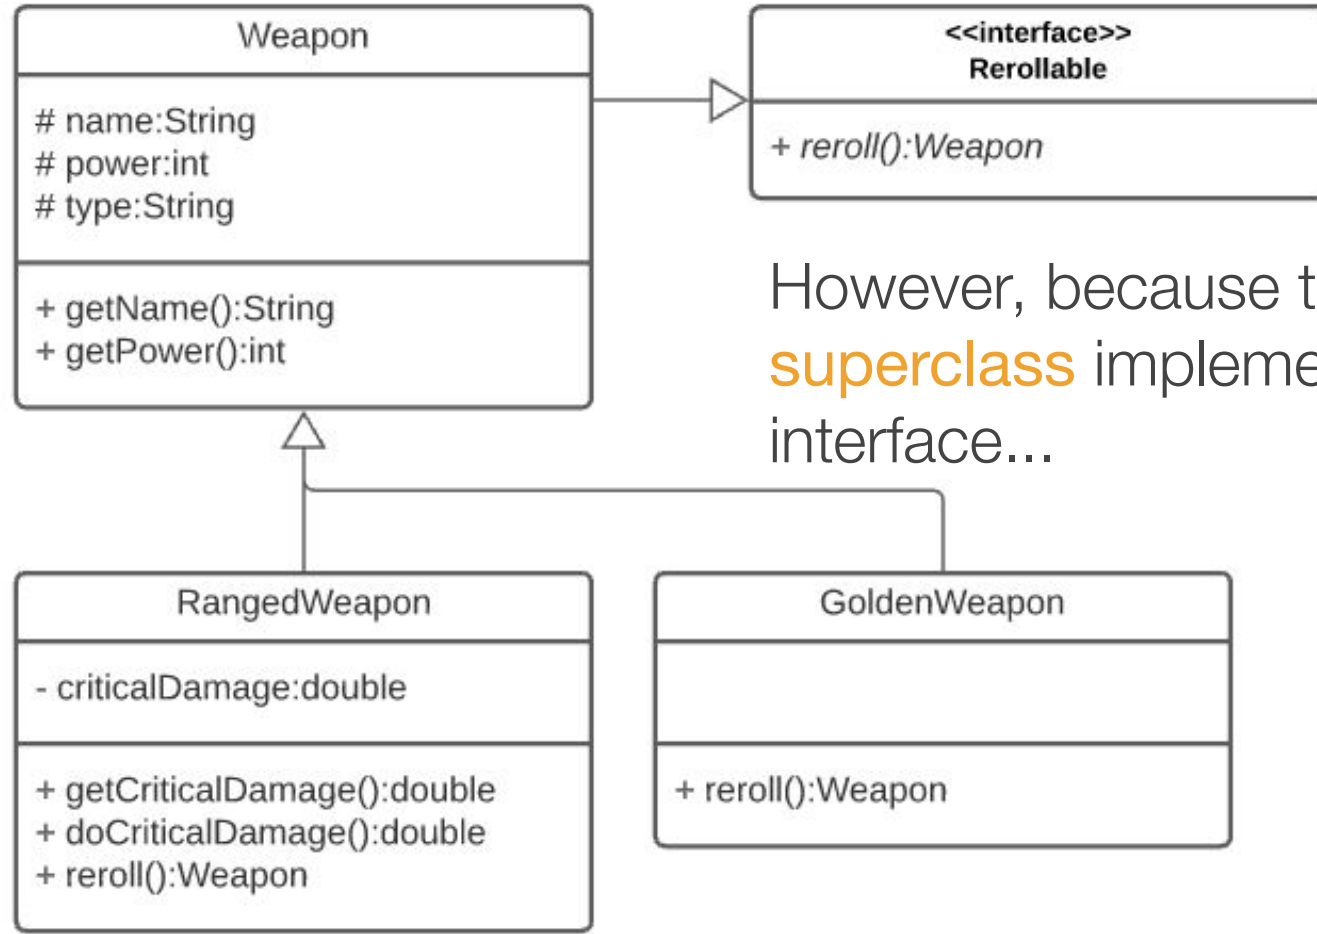 Weapon
# name:String
# power:int
# type:String
+ getName():String
+ getPower():int
<<interface>>
Rerollable
+ reroll():Weapon
However, because
superclass
interface...
RangedWeapon
- criticalDamage:double
+ getCriticalDamage():double
+ doCriticalDamage():double
+ reroll():Weapon
GoldenWeapon
+ reroll():Weapon